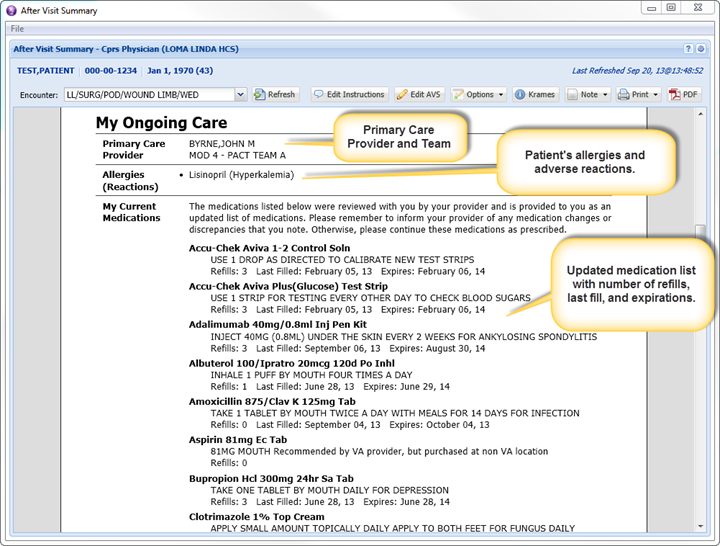 After Visit Summary
File
After Visit Summary - Cprs Physician (LOMA LINDA HCS)
TEST,PATIENT | 000-00-1234 | Jan 1, 1970 (43)
Last Refreshed Sep 20, 13@13:48:52
Encounter: LL/SURG/POD/WOUND LIMB/WED Refresh Edit Instructions Edit AVS Options Krames Note Print PDF
My Ongoing Care
Primary Care Provider
BYRNE,JOHN M
MOD 4 - PACT TEAM A
Primary Care
Provider and Team
Allergies
(Reactions)
• Lisinopril (Hyperkalemia)
Patient's allergies and
adverse reactions.
My Current
Medications
The medications listed below were reviewed with you by your provider and is provided to you as an
updated list of medications. Please remember to inform your provider of any medication changes or
discrepancies that you note. Otherwise, please continue these medications as prescribed.
Accu-Chek Aviva 1-2 Control Soln
USE 1 DROP AS DIRECTED TO CALIBRATE NEW TEST STRIPS
Refills: 3 Last Filled: February 05, 13 Expires: February 06, 14
Accu-Chek Aviva Plus(Glucose) Test Strip
USE 1 STRIP FOR TESTING EVERY OTHER DAY TO CHECK BLOOD SUGARS
Refills: 3 Last Filled: February 05, 13 Expires: February 06, 14
Updated medication list
with number of refills,
last fill, and expirations.
Adalimumab 40mg/0.8ml Inj Pen Kit
INJECT 40MG (0.8ML) UNDER THE SKIN EVERY 2 WEEKS FOR ANKYLOSING SPONDYLITIS
Refills: 3 Last Filled: September 06, 13 Expires: August 30, 14
Albuterol 100/Ipratro 20mcg 120d Po Inhl
INHALE 1 PUFF BY MOUTH FOUR TIMES A DAY
Refills: 1 Last Filled: June 28, 13 Expires: June 29, 14
Amoxicillin 875/Clav K 125mg Tab
TAKE 1 TABLET BY MOUTH TWICE A DAY WITH MEALS FOR 14 DAYS FOR INFECTION
Refills: 0 Last Filled: September 04, 13 Expires: October 04, 13
Aspirin 81mg Ec Tab
81MG MOUTH Recommended by VA provider, but purchased at non VA location
Refills: 0
Bupropion Hcl 300mg 24hr Sa Tab
TAKE ONE TABLET BY MOUTH DAILY FOR DEPRESSION
Refills: 3 Last Filled: June 28, 13 Expires: June 28, 14
Clotrimazole 1% Top Cream
APPLY SMALL AMOUNT TOPICALLY DAILY APPLY TO BOTH FEET FOR FUNGUS DAILY